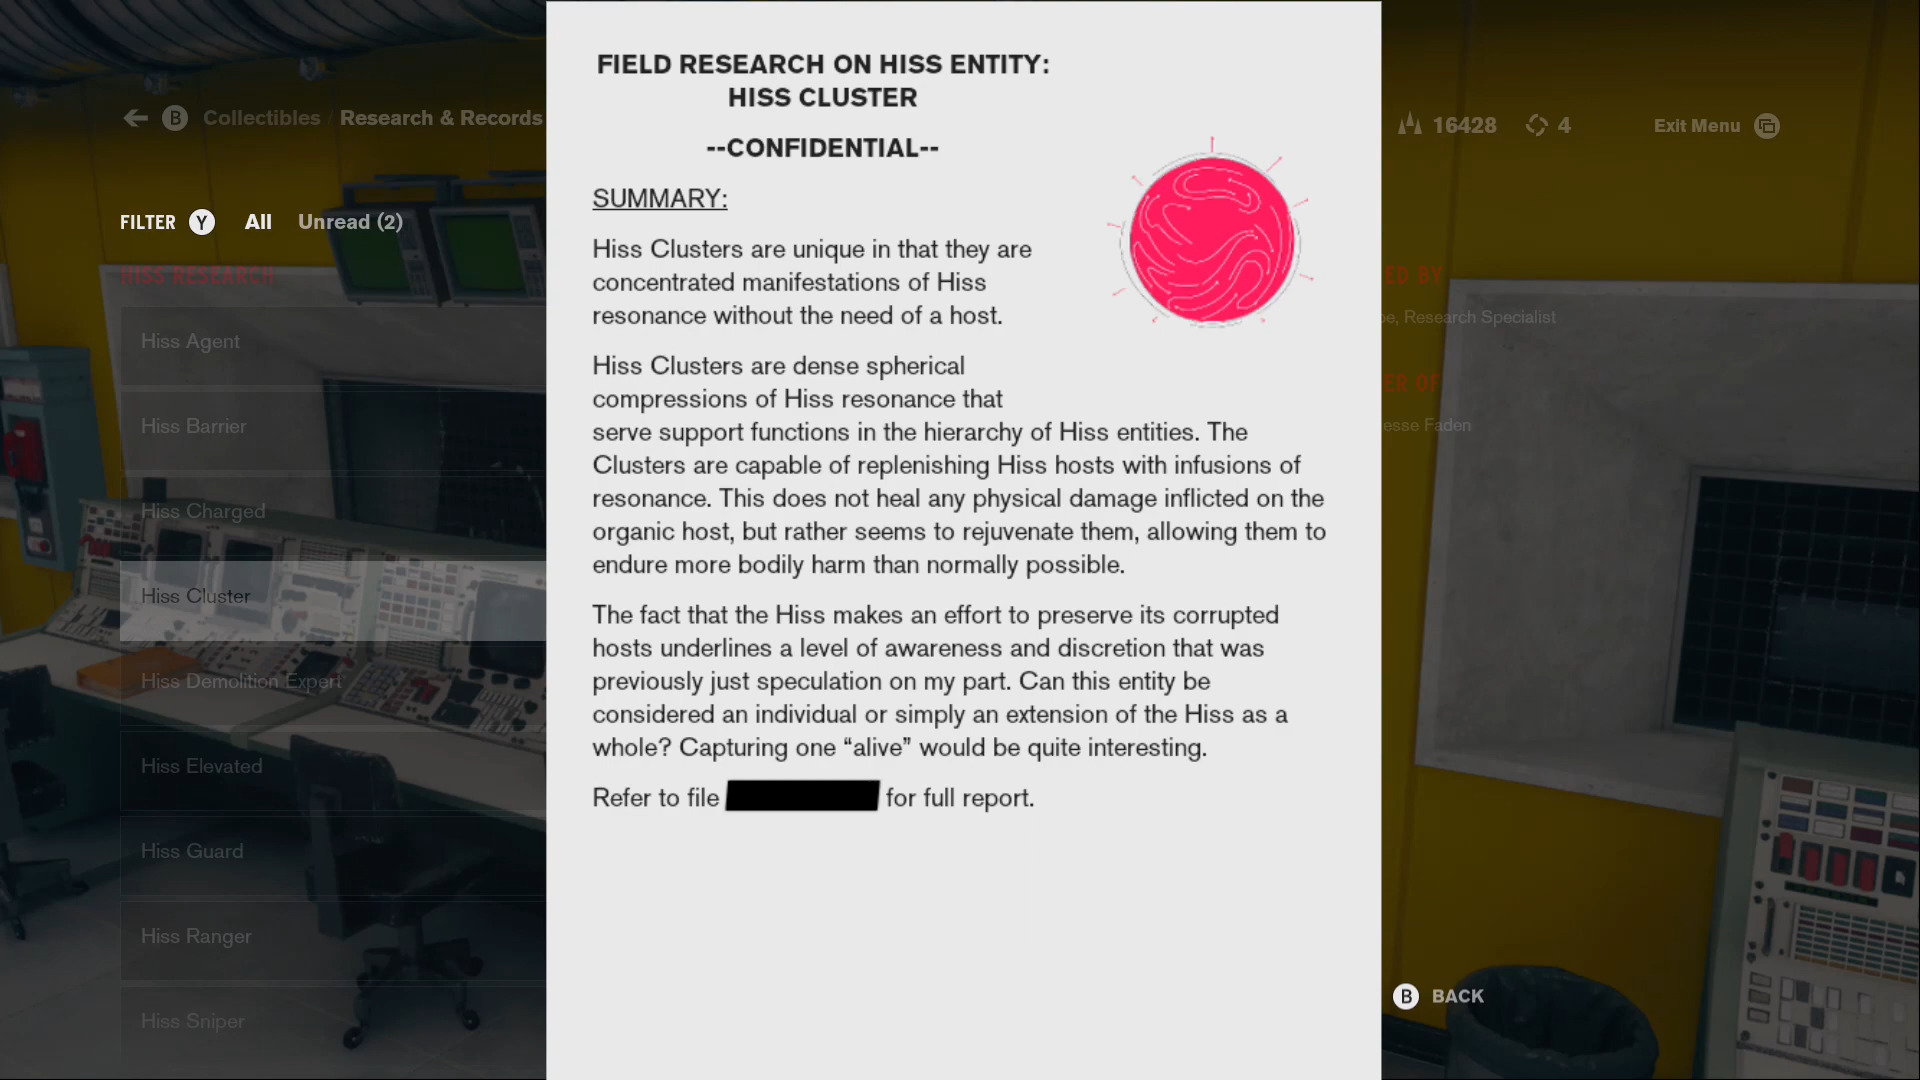 FIELD RESEARCH ON HISS ENTITY:
HISS CLUSTER
--CONFIDENTIAL--
SUMMARY:
Hiss Clusters are unique in that they are
concentrated manifestations of Hiss
resonance without the need of a host.
Hiss Clusters are dense spherical
compressions of Hiss resonance that
serve support functions in the hierarchy of Hiss entities. The
Clusters are capable of replenishing Hiss hosts with infusions of
resonance. This does not heal any physical damage inflicted on the
organic host, but rather seems to rejuvenate them, allowing them to
endure more bodily harm than normally possible.
The fact that the Hiss makes an effort to preserve its corrupted
hosts underlines a level of awareness and discretion that was
previously just speculation on my part. Can this entity be
considered an individual or simply an extension of the Hiss as a
whole? Capturing one “alive” would be quite interesting.
Refer to file for full report.
B Collectibles / Research & Records
FILTER Y All Unread (2)
HISS RESEARCH
Hiss Agent
Hiss Barrier
Hiss Charged
Hiss Cluster
Hiss Demolition Expert
Hiss Elevated
Hiss Guard
Hiss Ranger
Hiss Sniper
16428 4 Exit Menu
ED BY
pe, Research Specialist
ER OF
esse Faden
B BACK